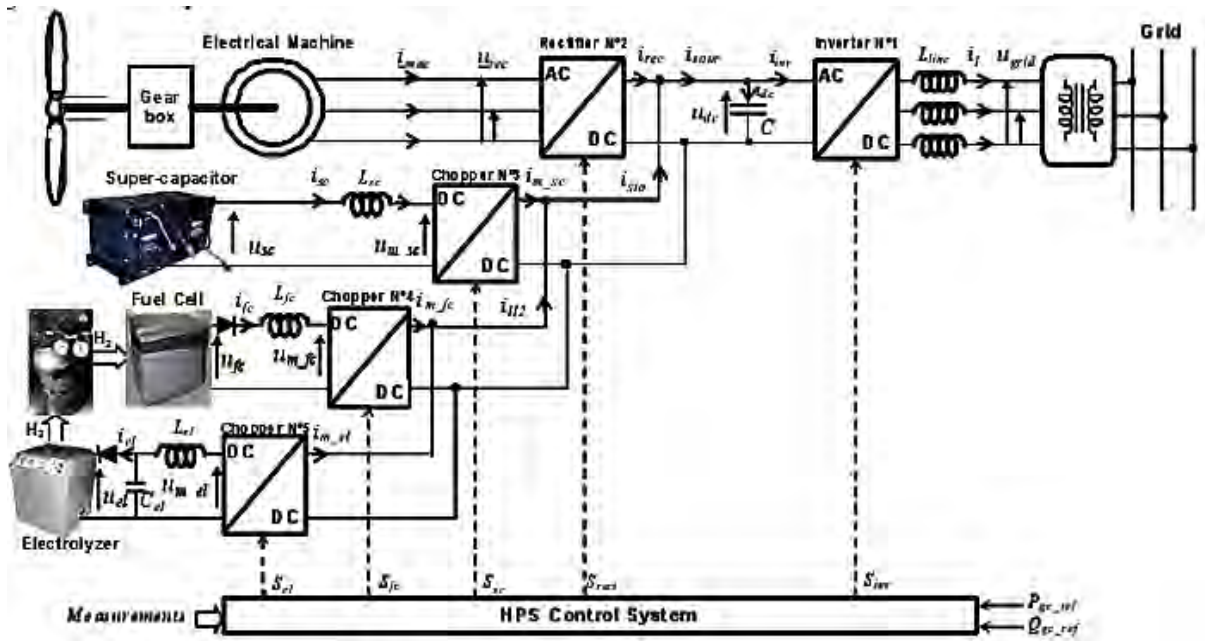 Grid
Electrical Machine
Rectifier N°2
Inverter N°1
i_rec
i_sour
i_inv
L_line
i_l
u_grid
AC
AC
Gear
box
u_dc
C
DC
DC
Super-capacitor
i_sc
L_sc
Chopper N°3
i_m_sc
i_sto
DC
u_sc
u_m_sc
DC
Fuel Cell
i_fc
L_fc
Chopper N°4
i_m_fc
i_H2
H2
DC
u_fc
u_m_fc
DC
H2
i_el
L_el
Chopper N°5
i_m_el
DC
u_el
C_el
u_m_el
DC
Electrolyzer
S_el
S_fc
S_sc
S_rec
S_inv
Measurements
HPS Control System
P_gc_ref
Q_gc_ref